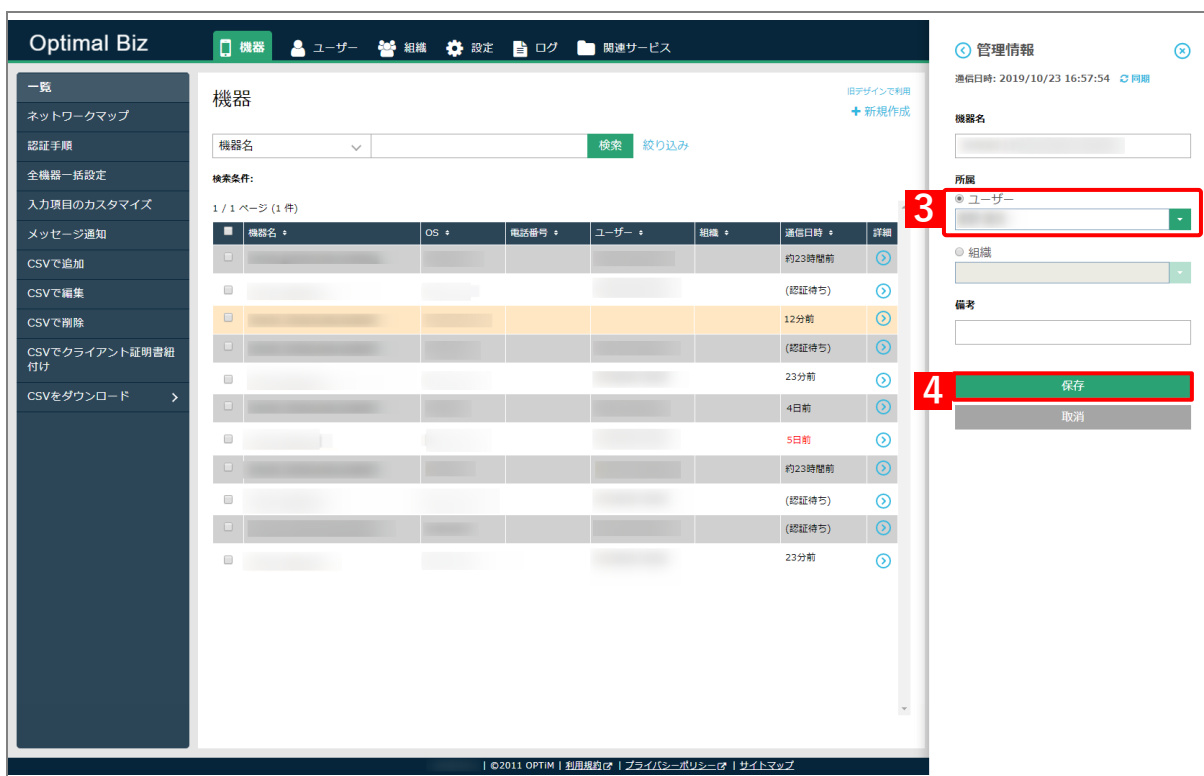 Optimal Biz
機器
ユーザー
組織
設定
ログ
関連サービス
一覧
ネットワークマップ
認証手順
全機器一括設定
入力項目のカスタマイズ
メッセージ通知
CSVで追加
CSVで編集
CSVで削除
CSVでクライアント証明書紐
付け
CSVをダウンロード
機器
旧デザインで利用
新規作成
機器名
検索
絞り込み
検索条件:
1 / 1 ページ (1 件)
機器名 OS 電話番号 ユーザー 組織 通信日時 詳細
約23時間前
(認証待ち)
12分前
(認証待ち)
23分前
4日前
5日前
約23時間前
(認証待ち)
(認証待ち)
23分前
管理情報
通信日時: 2019/10/23 16:57:54 同期
機器名
所属
3
ユーザー
組織
備考
4
保存
取消
| ©2011 OPTiM | 利用規約 | プライバシーポリシー | サイトマップ